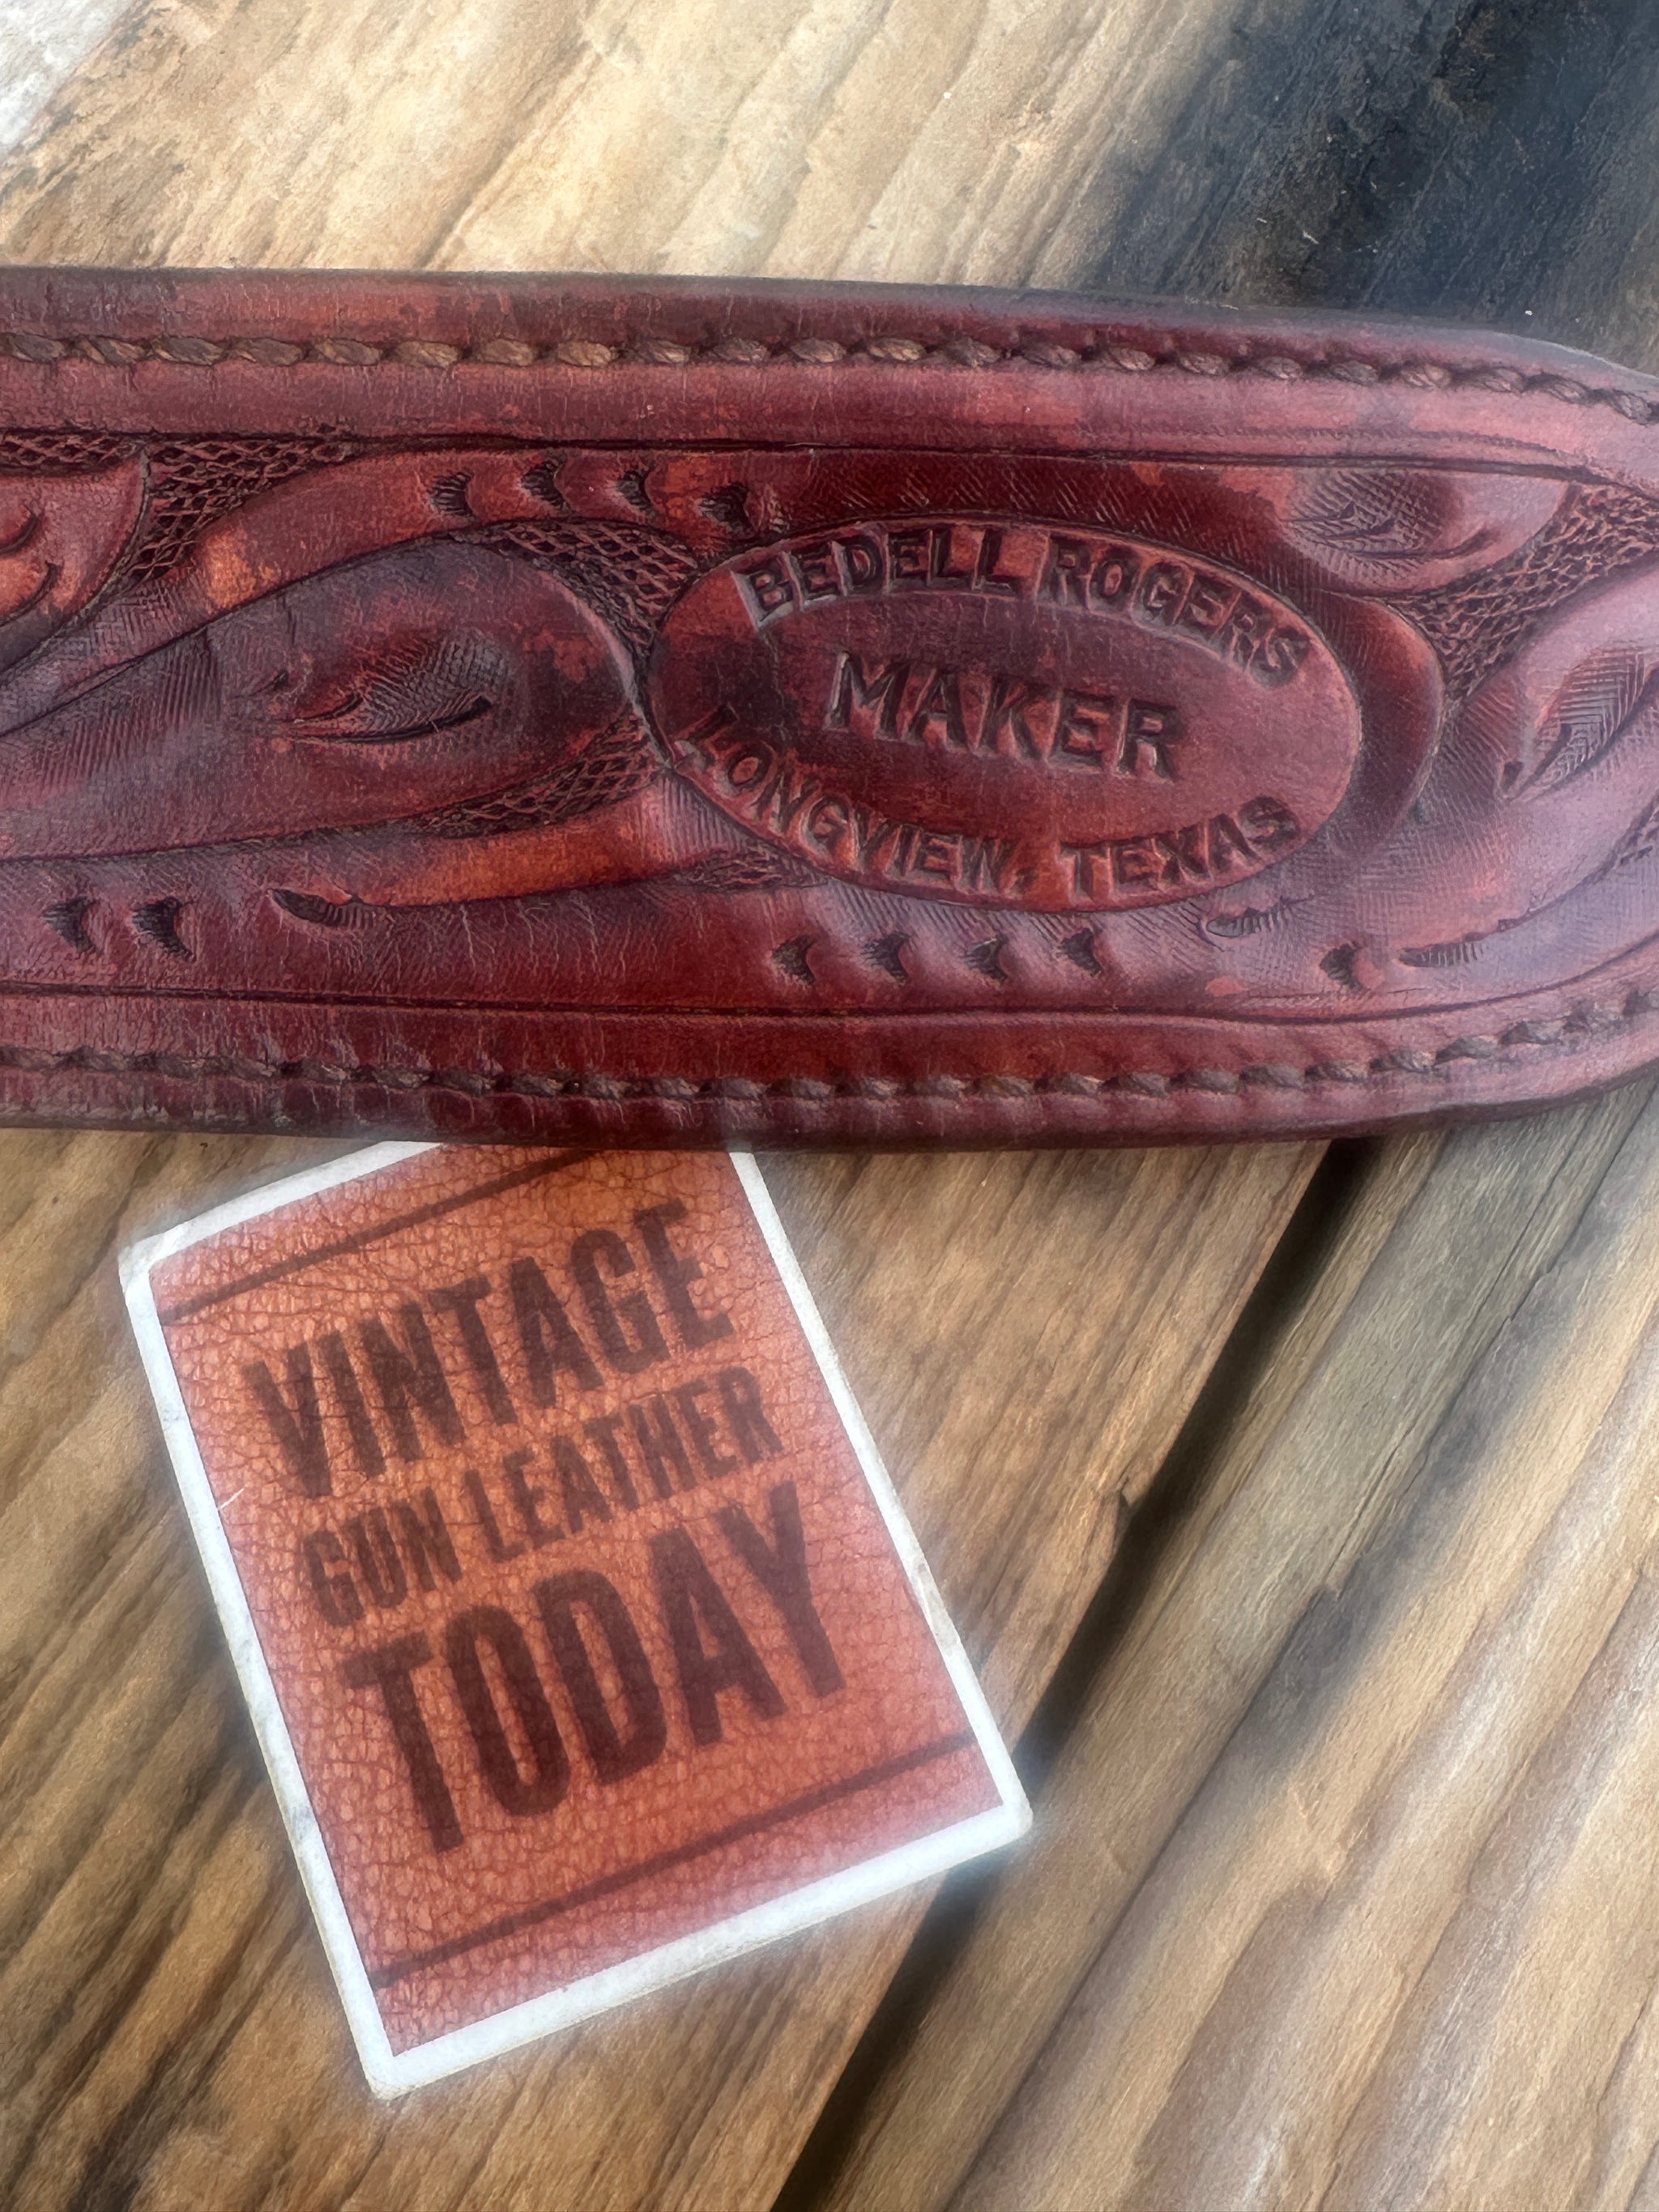 BEDELL ROGERS
MAKER
LONGVIEW, TEXAS
VINTAGE
GUN LEATHER
TODAY